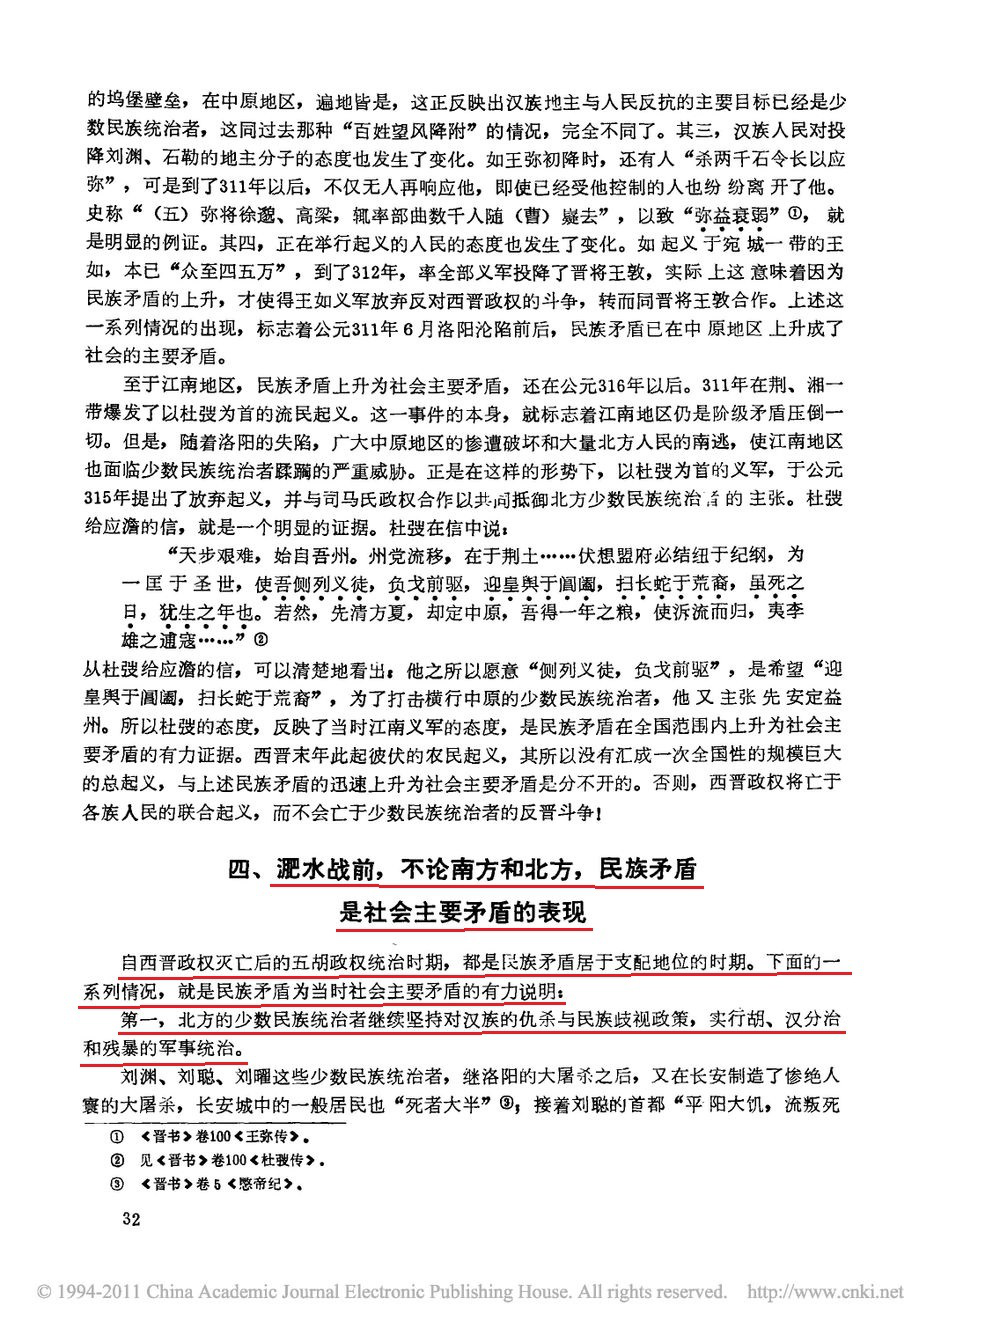 的坞堡壁垒，在中原地区，遍地皆是，这正反映出汉族地主与人民反抗的主要目标已经是少
数民族统治者，这同过去那种“百姓望风降附”的情况，完全不同了。其三，汉族人民对投
降刘渊、石勒的地主分子的态度也发生了变化。如王弥初降时，还有人“杀两千石令长以应
弥”，可是到了311年以后，不仅无人再响应他，即使已经受他控制的人也纷纷离开了他。
史称“（五）弥将徐邈、高梁，辄率部曲数千人随（曹）嶷去”，以致“弥益衰弱”①，就
是明显的例证。其四，正在举行起义的人民的态度也发生了变化。如起义于宛城一带的王
如，本已“众至四五万”，到了312年，率全部义军投降了晋将王敦，实际上这意味着因为
民族矛盾的上升，才使得王如义军放弃反对西晋政权的斗争，转而同晋将王敦合作。上述这
一系列情况的出现，标志着公元311年6月洛阳沦陷前后，民族矛盾已在中原地区上升成了
社会的主要矛盾。
至于江南地区，民族矛盾上升为社会主要矛盾，还在公元316年以后。311年在荆、湘一
带爆发了以杜弢为首的流民起义。这一事件的本身，就标志着江南地区仍是阶级矛盾压倒一
切。但是，随着洛阳的失陷，广大中原地区的惨遭破坏和大量北方人民的南逃，使江南地区
也面临少数民族统治者蹂躏的严重威胁。正是在这样的形势下，以杜弢为首的义军，于公元
315年提出了放弃起义，并与司马氏政权合作以共同抵御北方少数民族统治者的主张。杜弢
给应澹的信，就是一个明显的证据。杜弢在信中说：
“天步艰难，始自吾州。州党流移，在于荆土……伏想盟府必结纽于纪纲，为
一匡于圣世，使吾侧列义徒，负戈前驱，迎皇舆于阊阖，扫长蛇于荒裔，虽死之
日，犹生之年也。若然，先清方夏，却定中原，吾得一年之粮，使泝流而归，夷李
雄之逋寇……”②
从杜弢给应澹的信，可以清楚地看出：他之所以愿意“侧列义徒，负戈前驱”，是希望“迎
皇舆于阊阖，扫长蛇于荒裔”，为了打击横行中原的少数民族统治者，他又主张先安定益
州。所以杜弢的态度，反映了当时江南义军的态度，是民族矛盾在全国范围内上升为社会主
要矛盾的有力证据。西晋末年此起彼伏的农民起义，其所以没有汇成一次全国性的规模巨大
的总起义，与上述民族矛盾的迅速上升为社会主要矛盾是分不开的。否则，西晋政权将亡于
各族人民的联合起义，而不会亡于少数民族统治者的反晋斗争！
四、淝水战前，不论南方和北方，民族矛盾
是社会主要矛盾的表现
自西晋政权灭亡后的五胡政权统治时期，都是民族矛盾居于支配地位的时期。下面的一
系列情况，就是民族矛盾为当时社会主要矛盾的有力说明：
第一，北方的少数民族统治者继续坚持对汉族的仇杀与民族歧视政策，实行胡、汉分治
和残暴的军事统治。
刘渊、刘聪、刘曜这些少数民族统治者，继洛阳的大屠杀之后，又在长安制造了惨绝人
寰的大屠杀，长安城中的一般居民也“死者大半”③；接着刘聪的首都“平阳大饥，流叛死
① 《晋书》卷100《王弥传》。
② 见《晋书》卷100《杜弢传》。
③ 《晋书》卷5《愍帝纪》。
32
© 1994-2011 China Academic Journal Electronic Publishing House. All rights reserved. http://www.cnki.net